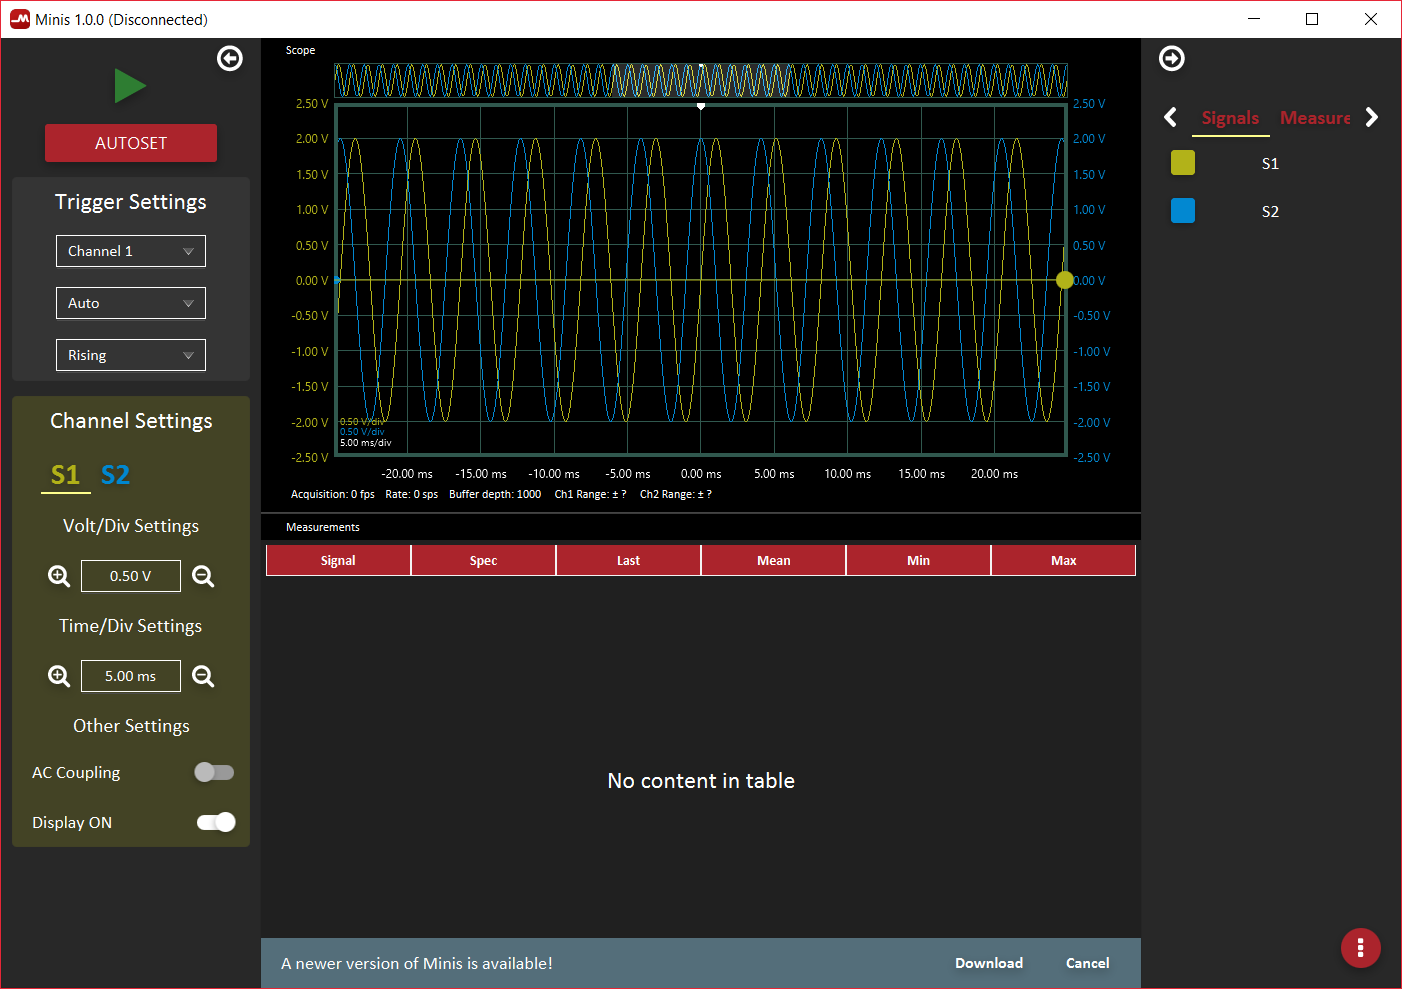 Minis 1.0.0 (Disconnected)
AUTOSET
Trigger Settings
Channel 1
Auto
Rising
Channel Settings
S1 S2
Volt/Div Settings
0.50 V
Time/Div Settings
5.00 ms
Other Settings
AC Coupling
Display ON
Scope
2.50 V 2.50 V
2.00 V 2.00 V
1.50 V 1.50 V
1.00 V 1.00 V
0.50 V 0.50 V
0.00 V 0.00 V
-0.50 V -0.50 V
-1.00 V -1.00 V
-1.50 V -1.50 V
-2.00 V -2.00 V
0.50 V/div
0.50 V/div
5.00 ms/div
-2.50 V -2.50 V
-20.00 ms -15.00 ms -10.00 ms -5.00 ms 0.00 ms 5.00 ms 10.00 ms 15.00 ms 20.00 ms
Acquisition: 0 fps Rate: 0 sps Buffer depth: 1000 Ch1 Range: ± ? Ch2 Range: ± ?
Measurements
Signal Spec Last Mean Min Max
No content in table
A newer version of Minis is available! Download Cancel
Signals Measure
S1
S2